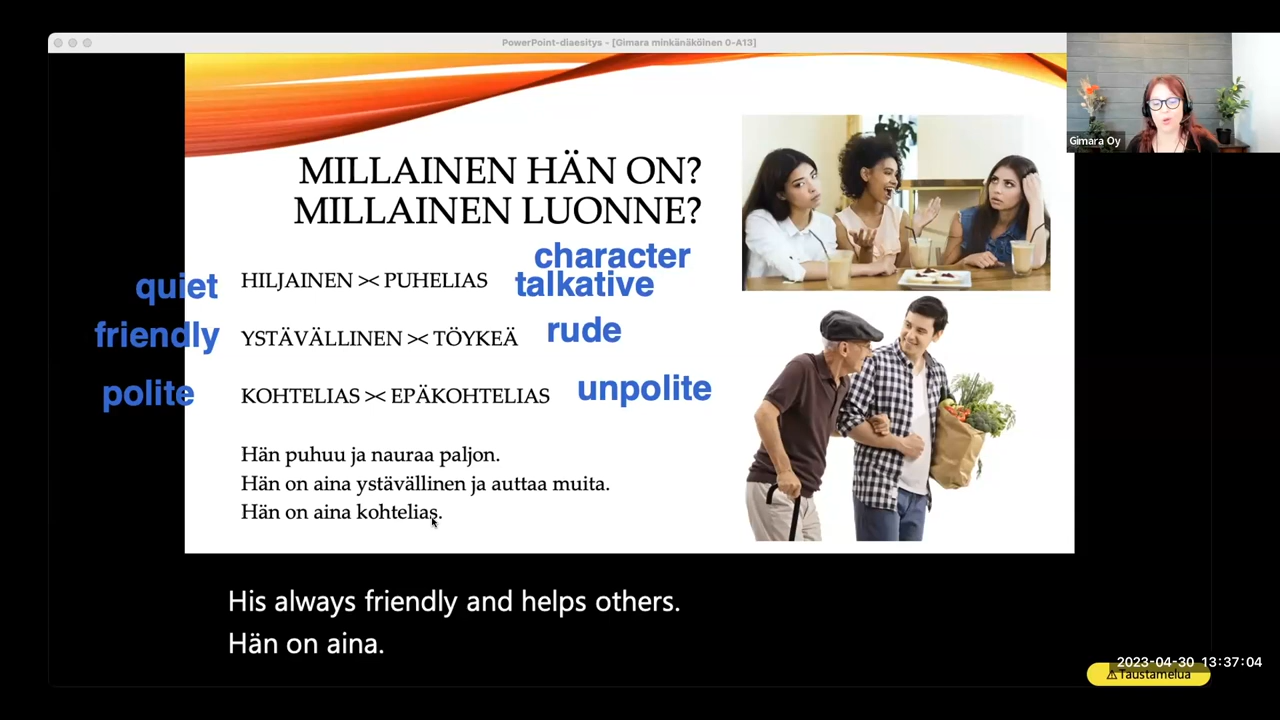 PowerPoint-diaesitys - [Gimara minkänäköinen 0-A13]
Gimara Oy
MILLAINEN HÄN ON?
MILLAINEN LUONNE?
character
quiet HILJAINEN >< PUHELIAS talkative
friendly YSTÄVÄLLINEN >< TÖYKEÄ rude
polite KOHTELIAS >< EPÄKOHTELIAS unpolite
Hän puhuu ja nauraa paljon.
Hän on aina ystävällinen ja auttaa muita.
Hän on aina kohtelias.
His always friendly and helps others.
Hän on aina.
2023-04-30 13:37:04
⚠Taustamelua